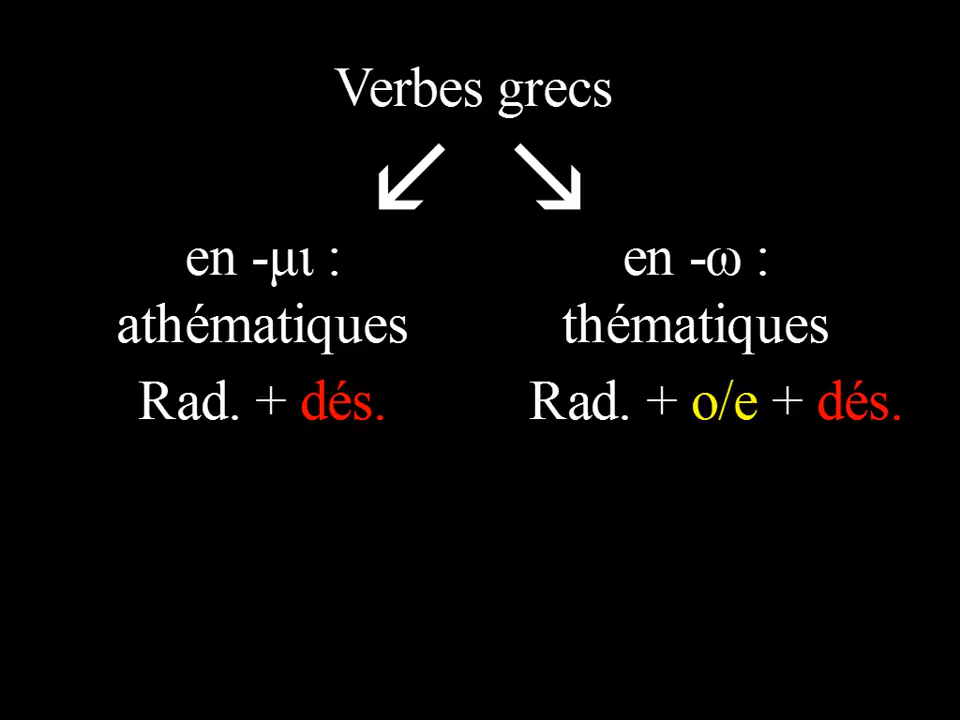 Verbes grecs
↙ ↘
en -μι : en -ω :
athématiques thématiques
Rad. + dés. Rad. + o/e + dés.